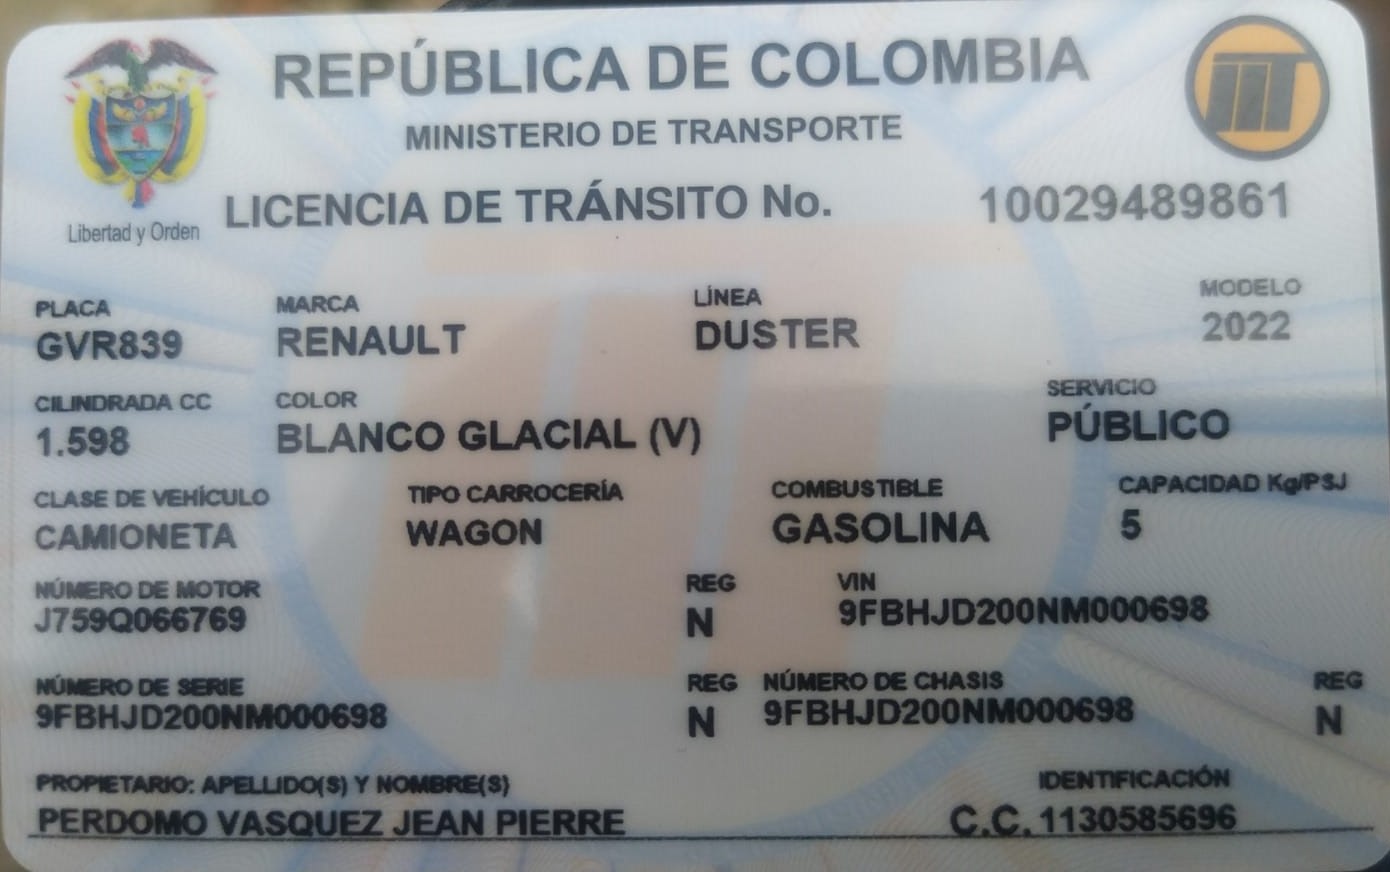 REPÚBLICA DE COLOMBIA
MINISTERIO DE TRANSPORTE
Libertad y Orden
LICENCIA DE TRÁNSITO No. 10029489861
PLACA MARCA LÍNEA MODELO
GVR839 RENAULT DUSTER 2022
CILINDRADA CC COLOR SERVICIO
1.598 BLANCO GLACIAL (V) PÚBLICO
CLASE DE VEHÍCULO TIPO CARROCERÍA COMBUSTIBLE CAPACIDAD Kg/PSJ
CAMIONETA WAGON GASOLINA 5
NÚMERO DE MOTOR REG VIN
J759Q066769 N 9FBHJD200NM000698
NÚMERO DE SERIE REG NÚMERO DE CHASIS REG
9FBHJD200NM000698 N 9FBHJD200NM000698 N
PROPIETARIO: APELLIDO(S) Y NOMBRE(S) IDENTIFICACIÓN
PERDOMO VASQUEZ JEAN PIERRE C.C. 1130585696